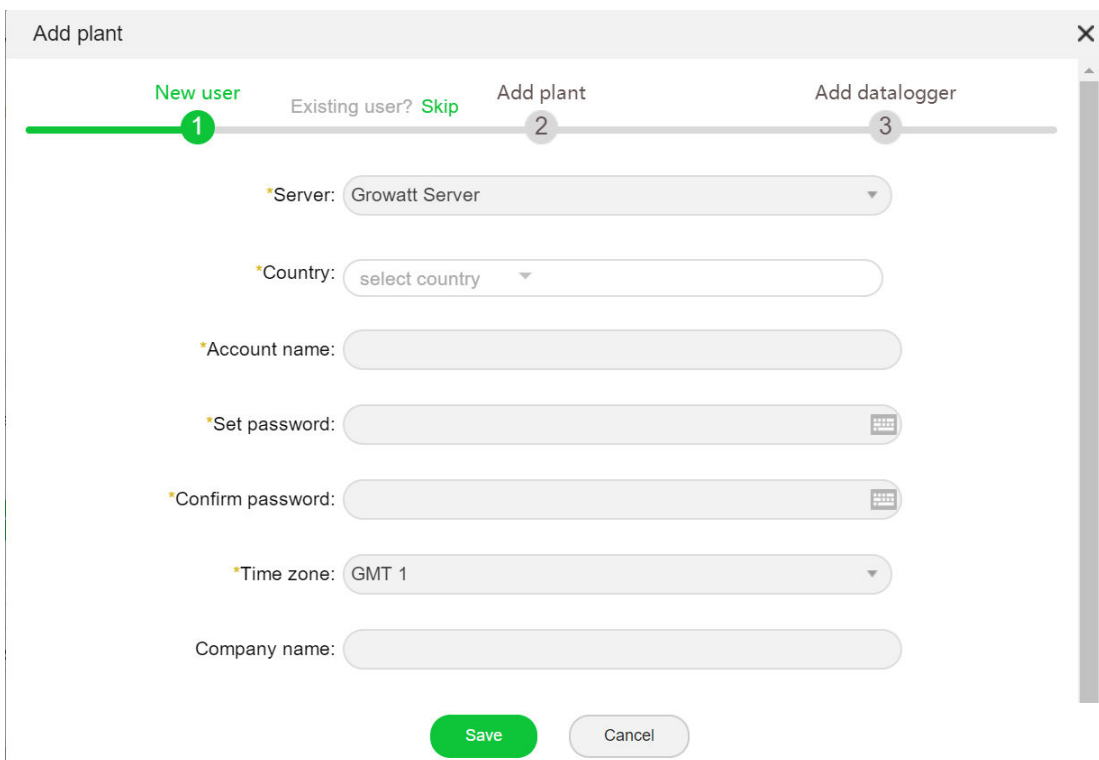 Add plant
New user
Existing user? Skip
Add plant
Add datalogger
1
2
3
*Server: Growatt Server
*Country: select country
*Account name:
*Set password:
*Confirm password:
*Time zone: GMT 1
Company name:
Save
Cancel